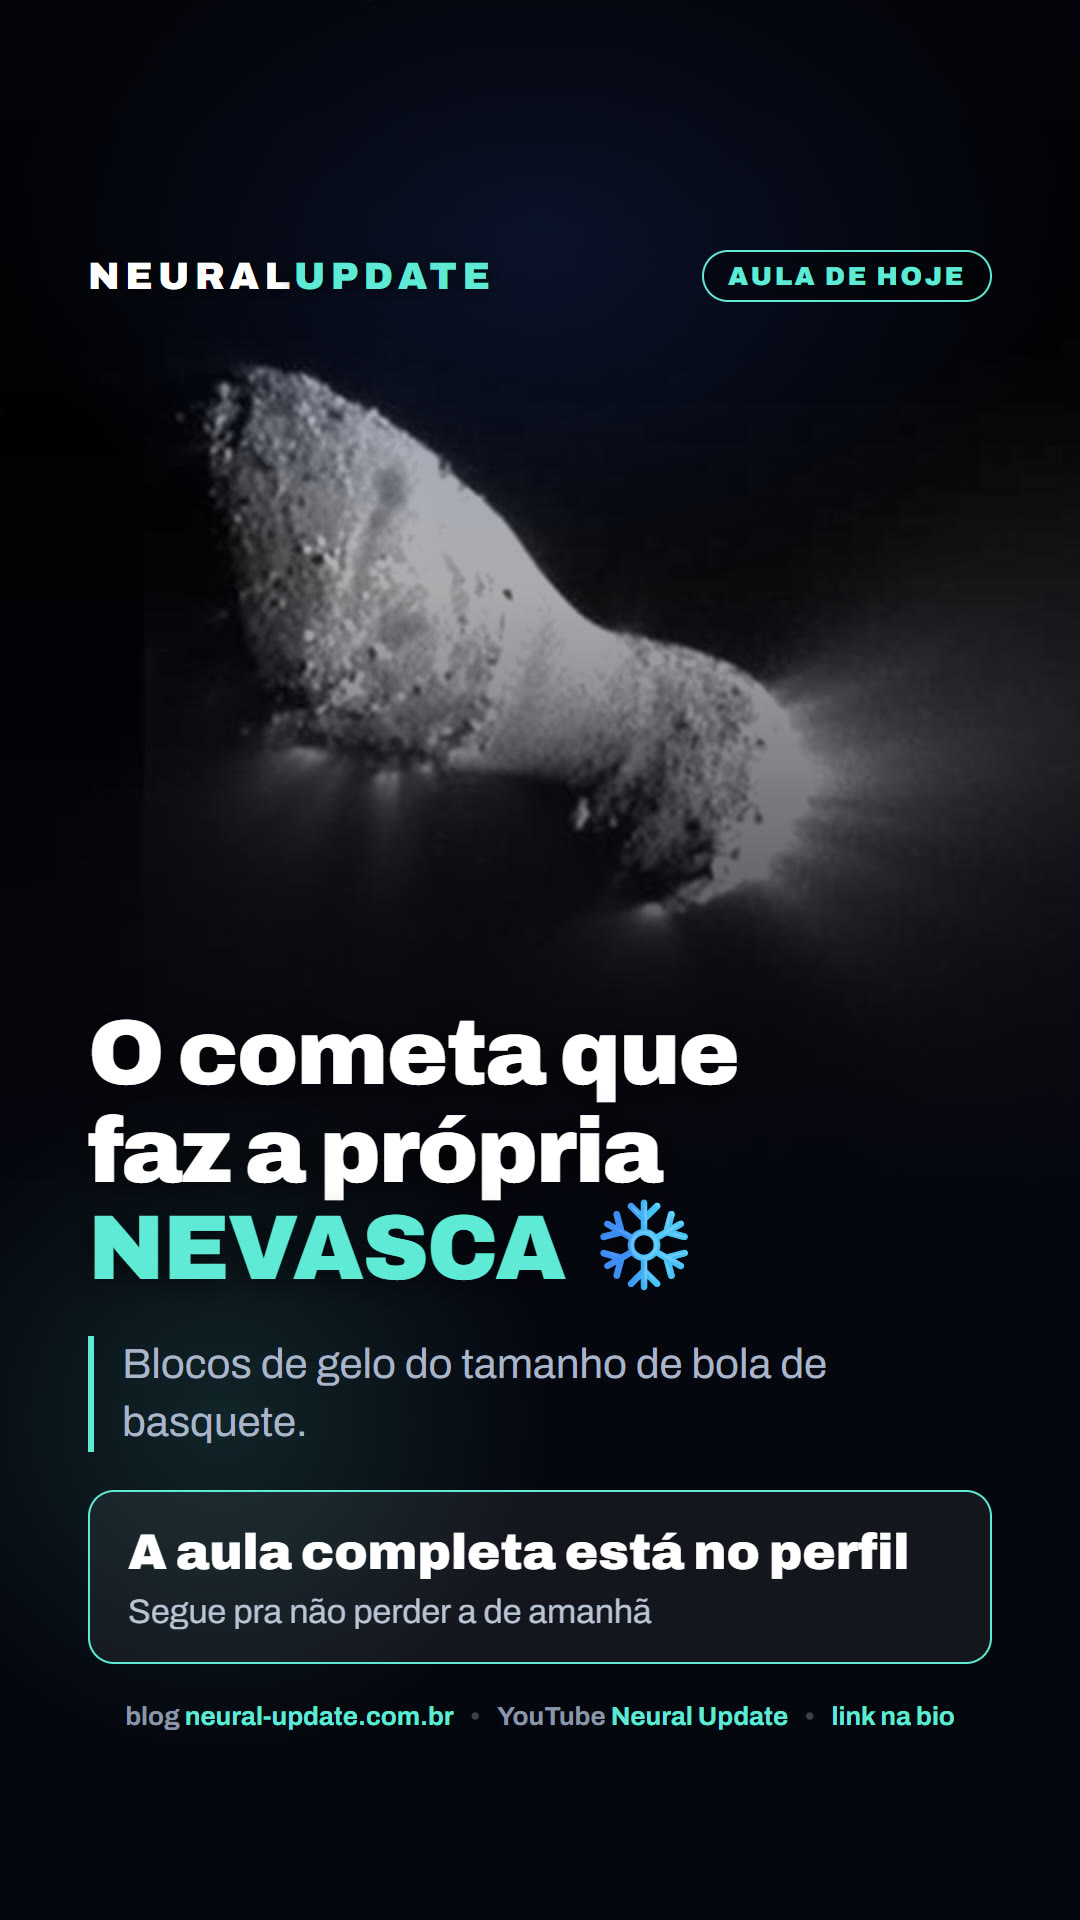 NEURALUPDATE
AULA DE HOJE
O cometa que
faz a própria
NEVASCA ❄
Blocos de gelo do tamanho de bola de
basquete.
A aula completa está no perfil
Segue pra não perder a de amanhã
blog neural-update.com.br • YouTube Neural Update • link na bio